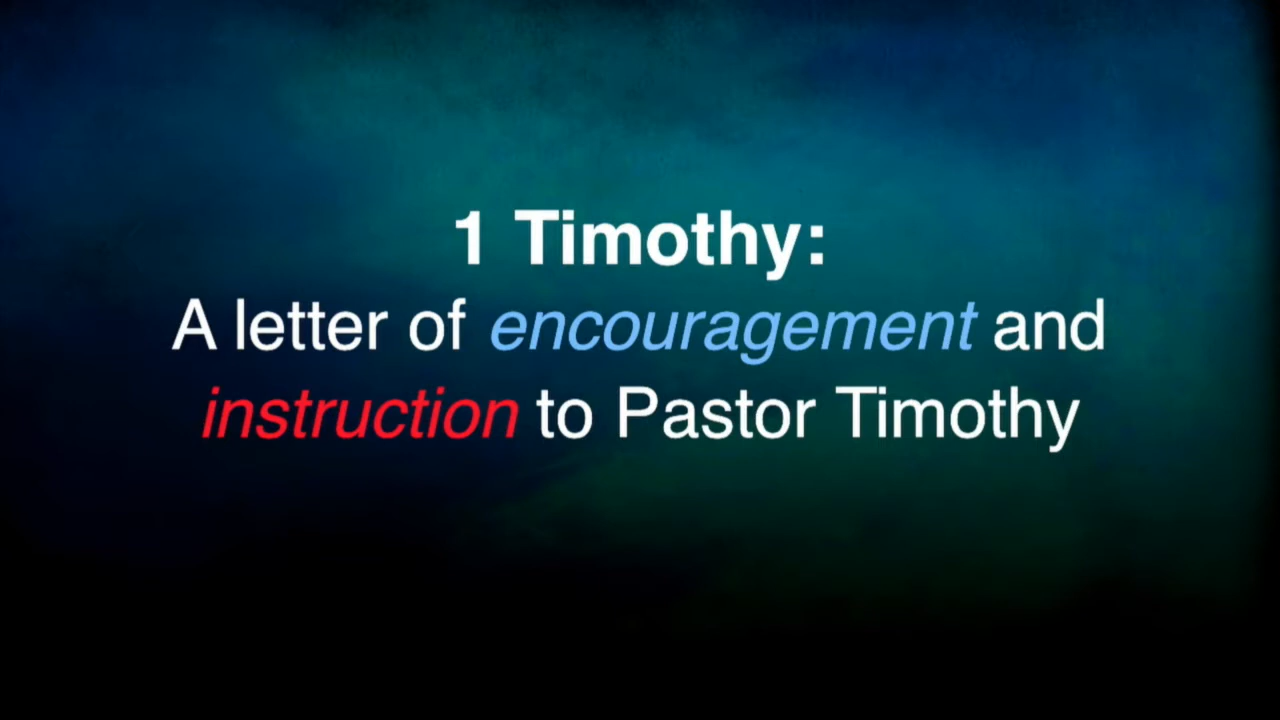 1 Timothy:
A letter of encouragement and
instruction to Pastor Timothy